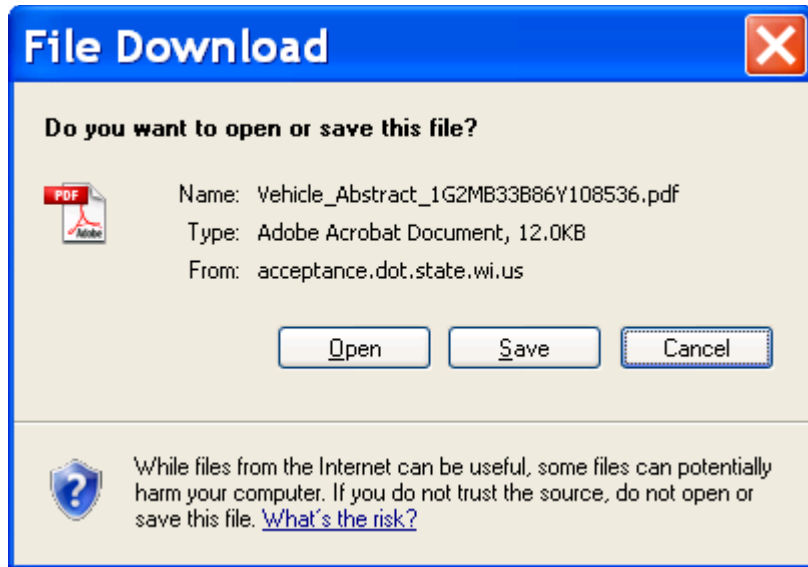 File Download
Do you want to open or save this file?
PDF
Adobe
Name: Vehicle_Abstract_1G2MB33B86Y108536.pdf
Type: Adobe Acrobat Document, 12.0KB
From: acceptance.dot.state.wi.us
Open Save Cancel
While files from the Internet can be useful, some files can potentially
harm your computer. If you do not trust the source, do not open or
save this file. What's the risk?